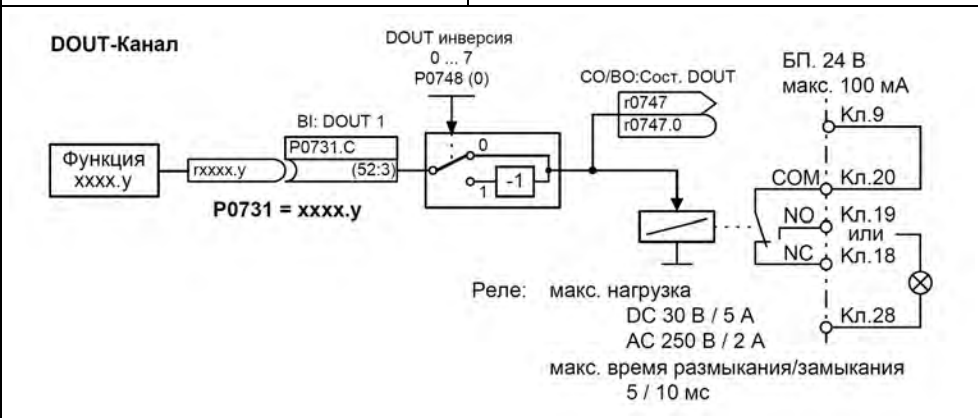 DOUT-Канал
DOUT инверсия
0 ... 7
P0748 (0)
CO/BO:Сост. DOUT
r0747
r0747.0
БП. 24 В
макс. 100 мА
Кл.9
BI: DOUT 1
P0731.C
(52:3)
Функция
xxxx.y
rxxxx.y
P0731 = xxxx.y
0
1
-1
COM
Кл.20
NO
Кл.19
или
NC
Кл.18
Кл.28
Реле: макс. нагрузка
DC 30 В / 5 А
AC 250 В / 2 А
макс. время размыкания/замыкания
5 / 10 мс